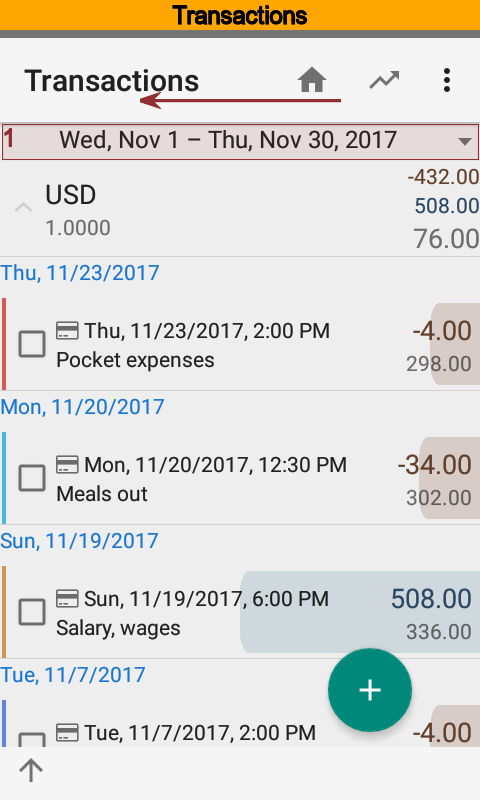 Transactions
Transactions
1 Wed, Nov 1 – Thu, Nov 30, 2017
-432.00
USD
508.00
1.0000
76.00
Thu, 11/23/2017
Thu, 11/23/2017, 2:00 PM -4.00
Pocket expenses 298.00
Mon, 11/20/2017
Mon, 11/20/2017, 12:30 PM -34.00
Meals out 302.00
Sun, 11/19/2017
Sun, 11/19/2017, 6:00 PM 508.00
Salary, wages 336.00
Tue, 11/7/2017
Tue, 11/7/2017, 2:00 PM -4.00